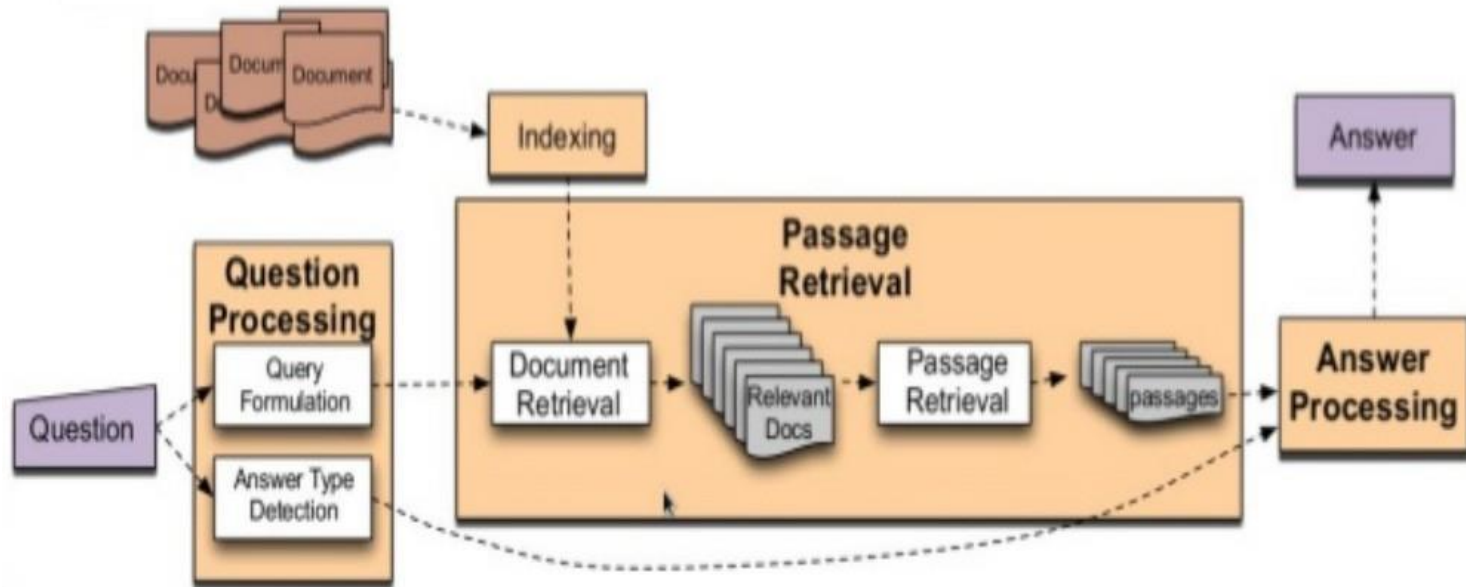 Document
Indexing
Answer
Passage
Retrieval
Question
Processing
Query
Formulation
Document
Retrieval
Relevant
Docs
Passage
Retrieval
passages
Answer
Processing
Question
Answer Type
Detection